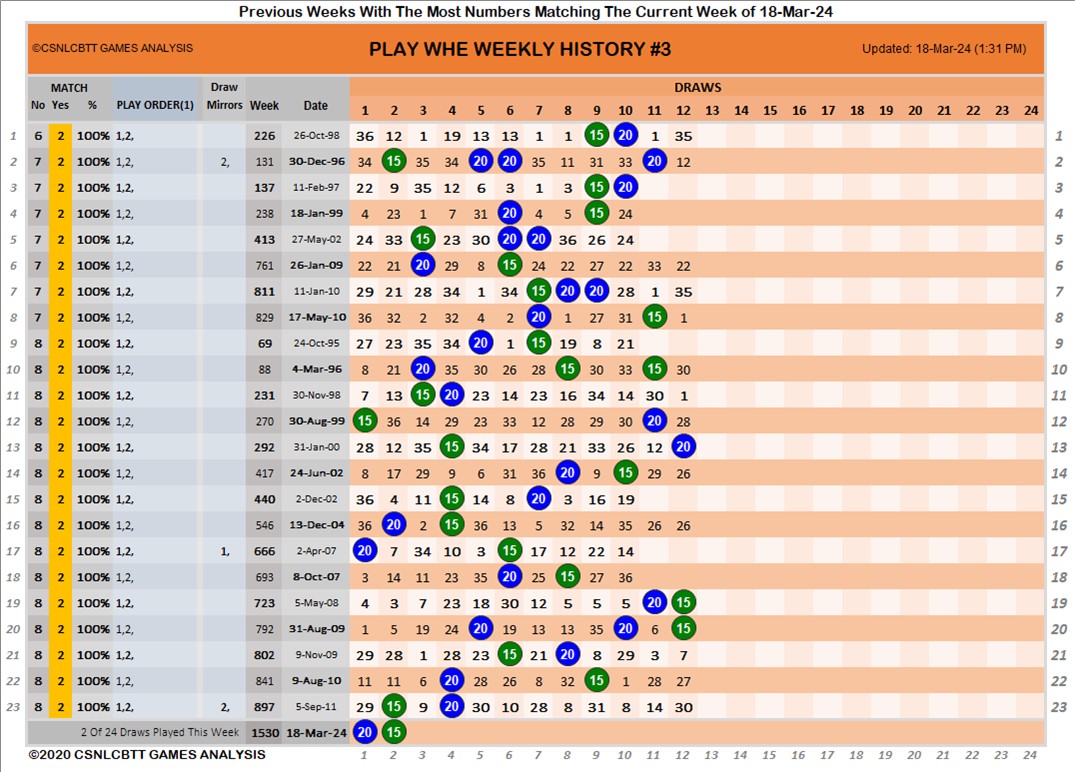 Previous Weeks With The Most Numbers Matching The Current Week of 18-Mar-24
©CSNLCBTT GAMES ANALYSIS PLAY WHE WEEKLY HISTORY #3 Updated: 18-Mar-24 (1:31 PM)
MATCH Draw DRAWS
No Yes % PLAY ORDER(1) Mirrors Week Date 1 2 3 4 5 6 7 8 9 10 11 12 13 14 15 16 17 18 19 20 21 22 23 24
1 6 2 100% 1,2, 226 26-Oct-98 36 12 1 19 13 13 1 1 15 20 1 35 1
2 7 2 100% 1,2, 2, 131 30-Dec-96 34 15 35 34 20 20 35 11 31 33 20 12 2
3 7 2 100% 1,2, 137 11-Feb-97 22 9 35 12 6 3 1 3 15 20 3
4 7 2 100% 1,2, 238 18-Jan-99 4 23 1 7 31 20 4 5 15 24 4
5 7 2 100% 1,2, 413 27-May-02 24 33 15 23 30 20 20 36 26 24 5
6 7 2 100% 1,2, 761 26-Jan-09 22 21 20 29 8 15 24 22 27 22 33 22 6
7 7 2 100% 1,2, 811 11-Jan-10 29 21 28 34 1 34 15 20 20 28 1 35 7
8 7 2 100% 1,2, 829 17-May-10 36 32 2 32 4 2 20 1 27 31 15 1 8
9 8 2 100% 1,2, 69 24-Oct-95 27 23 35 34 20 1 15 19 8 21 9
10 8 2 100% 1,2, 88 4-Mar-96 8 21 20 35 30 26 28 15 30 33 15 30 10
11 8 2 100% 1,2, 231 30-Nov-98 7 13 15 20 23 14 23 16 34 14 30 1 11
12 8 2 100% 1,2, 270 30-Aug-99 15 36 14 29 23 33 12 28 29 30 20 28 12
13 8 2 100% 1,2, 292 31-Jan-00 28 12 35 15 34 17 28 21 33 26 12 20 13
14 8 2 100% 1,2, 417 24-Jun-02 8 17 29 9 6 31 36 20 9 15 29 26 14
15 8 2 100% 1,2, 440 2-Dec-02 36 4 11 15 14 8 20 3 16 19 15
16 8 2 100% 1,2, 546 13-Dec-04 36 20 2 15 36 13 5 32 14 35 26 26 16
17 8 2 100% 1,2, 1, 666 2-Apr-07 20 7 34 10 3 15 17 12 22 14 17
18 8 2 100% 1,2, 693 8-Oct-07 3 14 11 23 35 20 25 15 27 36 18
19 8 2 100% 1,2, 723 5-May-08 4 3 7 23 18 30 12 5 5 5 20 15 19
20 8 2 100% 1,2, 792 31-Aug-09 1 5 19 24 20 19 13 13 35 20 6 15 20
21 8 2 100% 1,2, 802 9-Nov-09 29 28 1 28 23 15 21 20 8 29 3 7 21
22 8 2 100% 1,2, 841 9-Aug-10 11 11 6 20 28 26 8 32 15 1 28 27 22
23 8 2 100% 1,2, 2, 897 5-Sep-11 29 15 9 20 30 10 28 8 31 8 14 30 23
2 Of 24 Draws Played This Week 1530 18-Mar-24 20 15
©2020 CSNLCBTT GAMES ANALYSIS 1 2 3 4 5 6 7 8 9 10 11 12 13 14 15 16 17 18 19 20 21 22 23 24